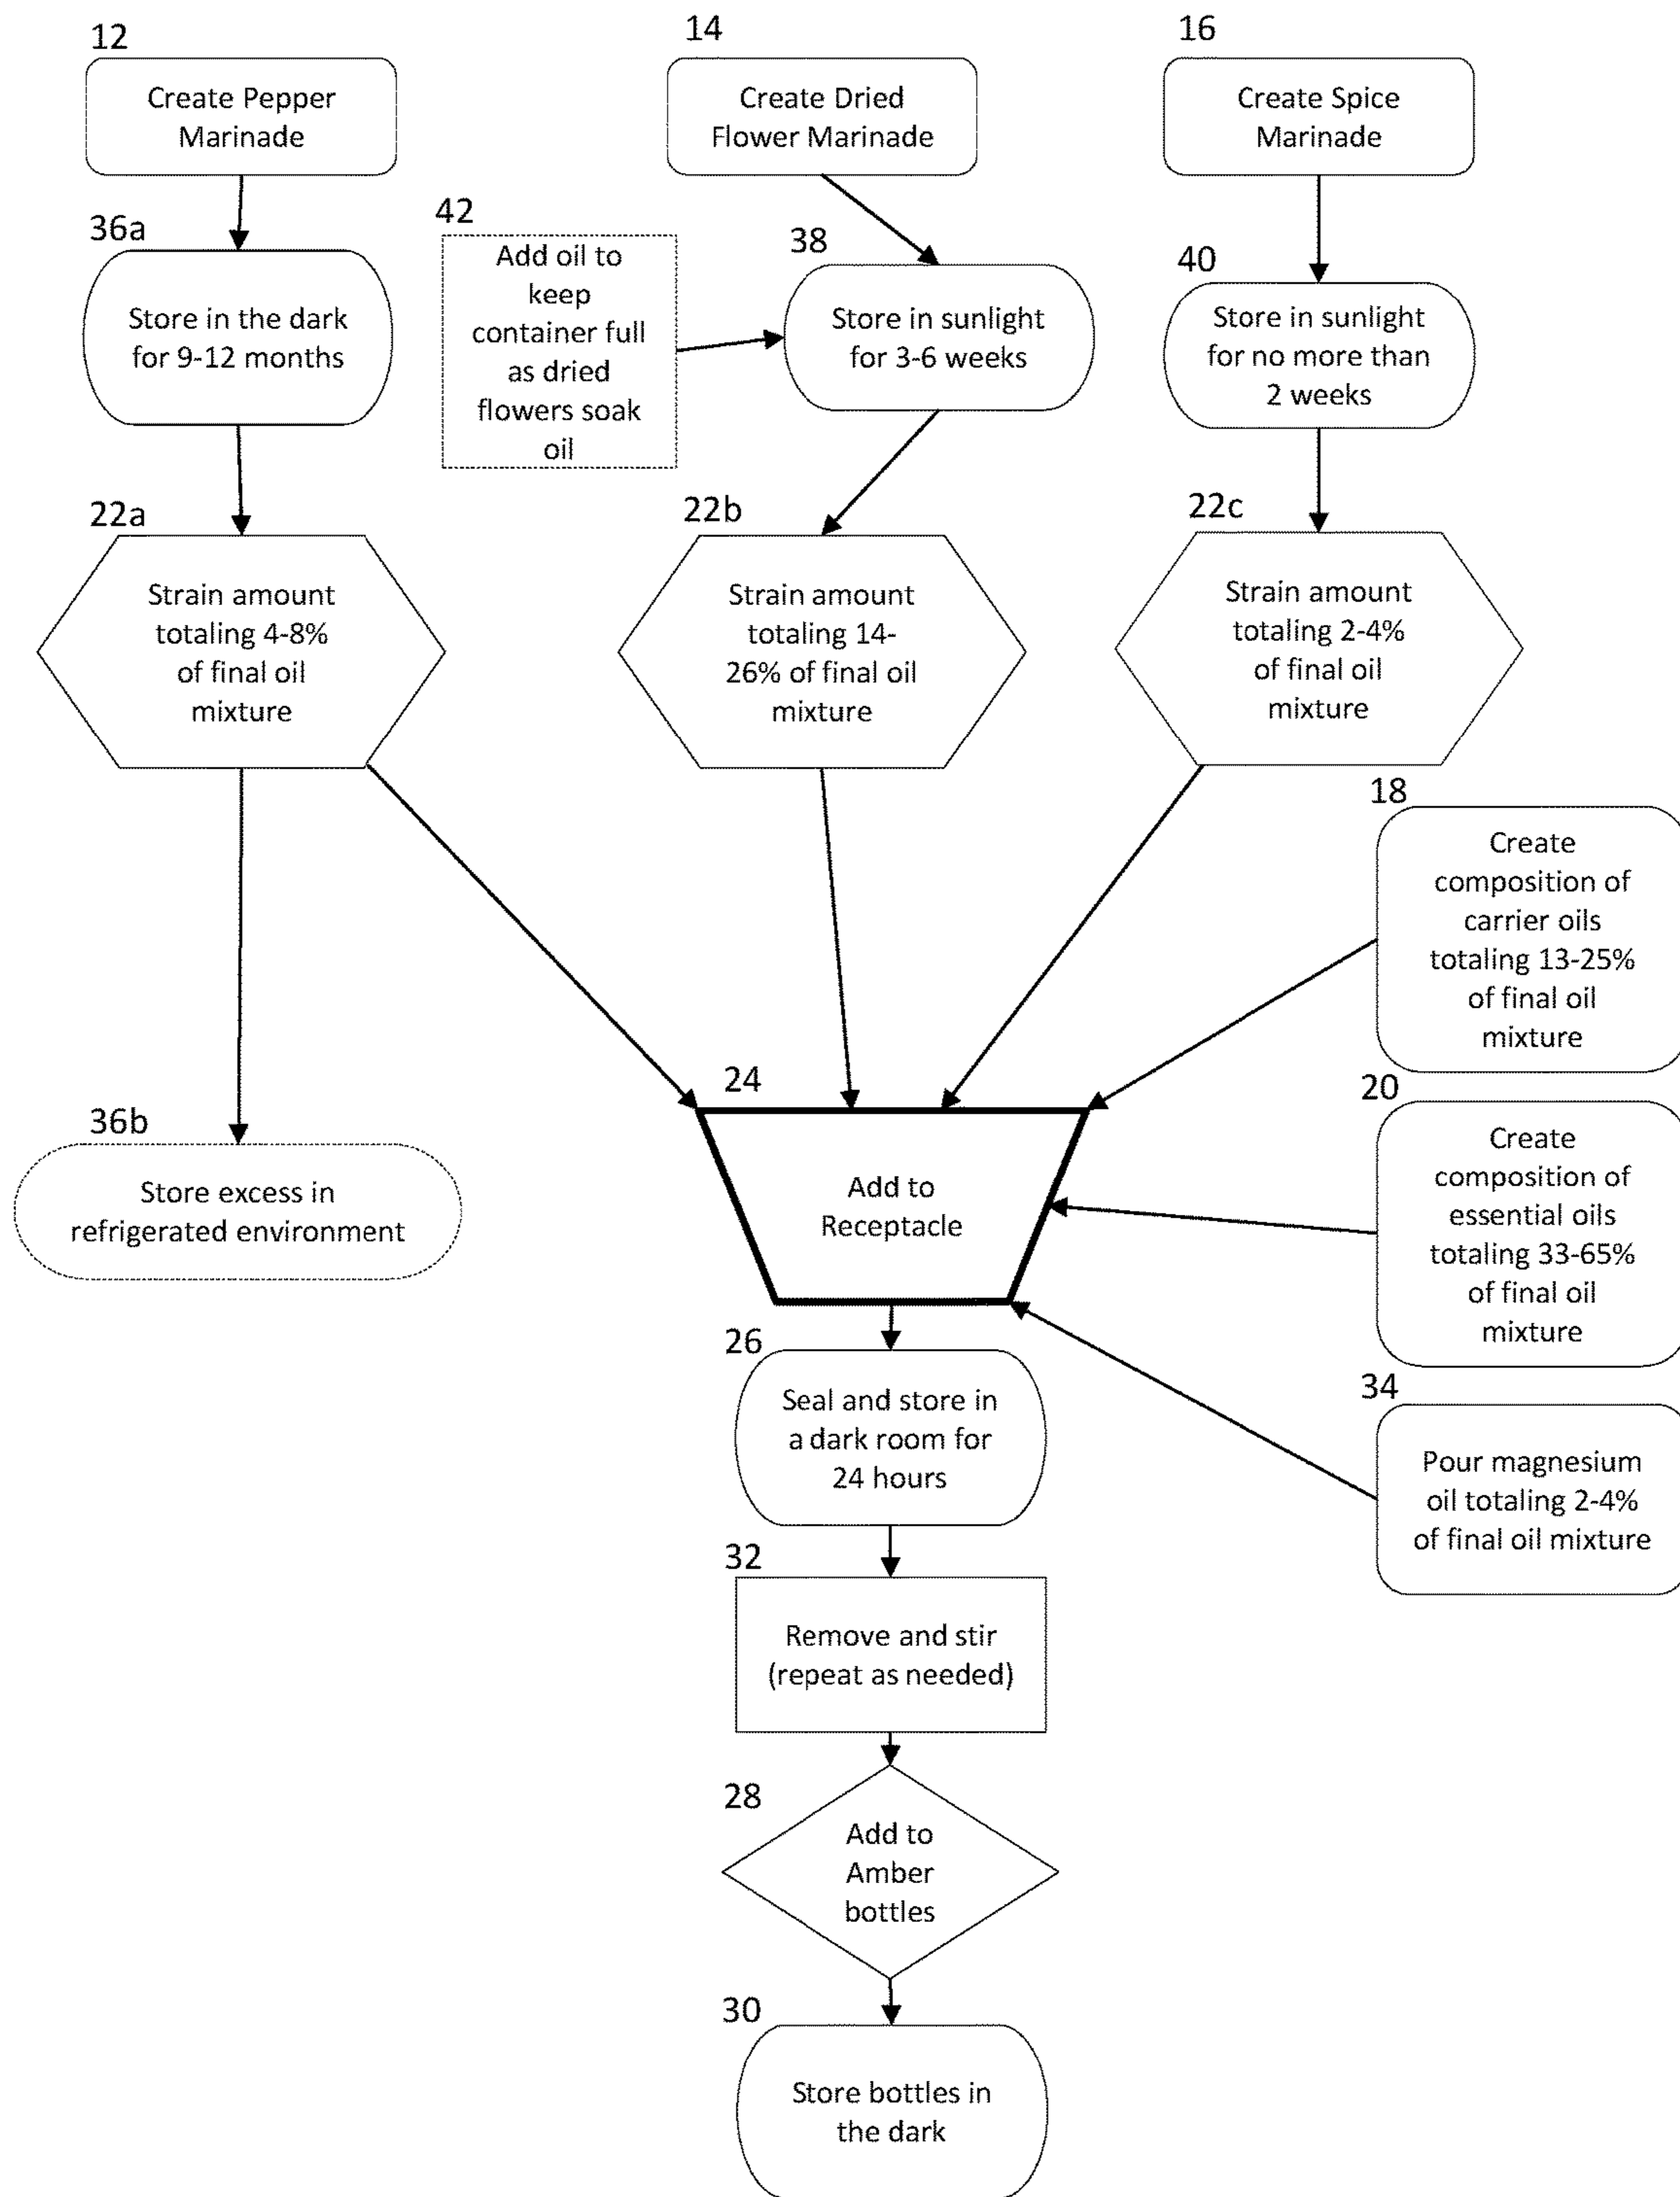 12
Create Pepper
Marinade
14
Create Dried
Flower Marinade
16
Create Spice
Marinade
36a
Store in the dark
for 9-12 months
42
Add oil to
keep
container full
as dried
flowers soak
oil
38
Store in sunlight
for 3-6 weeks
40
Store in sunlight
for no more than
2 weeks
22a
Strain amount
totaling 4-8%
of final oil
mixture
22b
Strain amount
totaling 14-
26% of final oil
mixture
22c
Strain amount
totaling 2-4%
of final oil
mixture
18
Create
composition of
carrier oils
totaling 13-25%
of final oil
mixture
36b
Store excess in
refrigerated environment
24
Add to
Receptacle
20
Create
composition of
essential oils
totaling 33-65%
of final oil
mixture
34
Pour magnesium
oil totaling 2-4%
of final oil mixture
26
Seal and store in
a dark room for
24 hours
32
Remove and stir
(repeat as needed)
28
Add to
Amber
bottles
30
Store bottles in
the dark